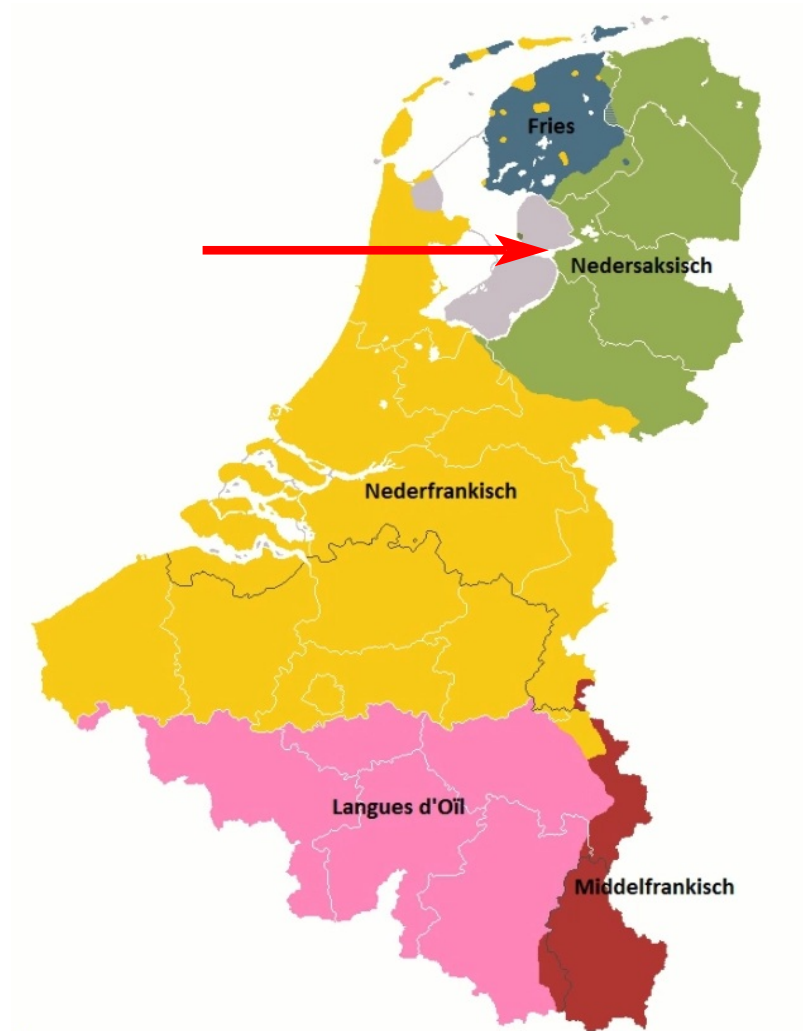 Fries
Nedersaksisch
Nederfrankisch
Langues d'Oïl
Middelfrankisch